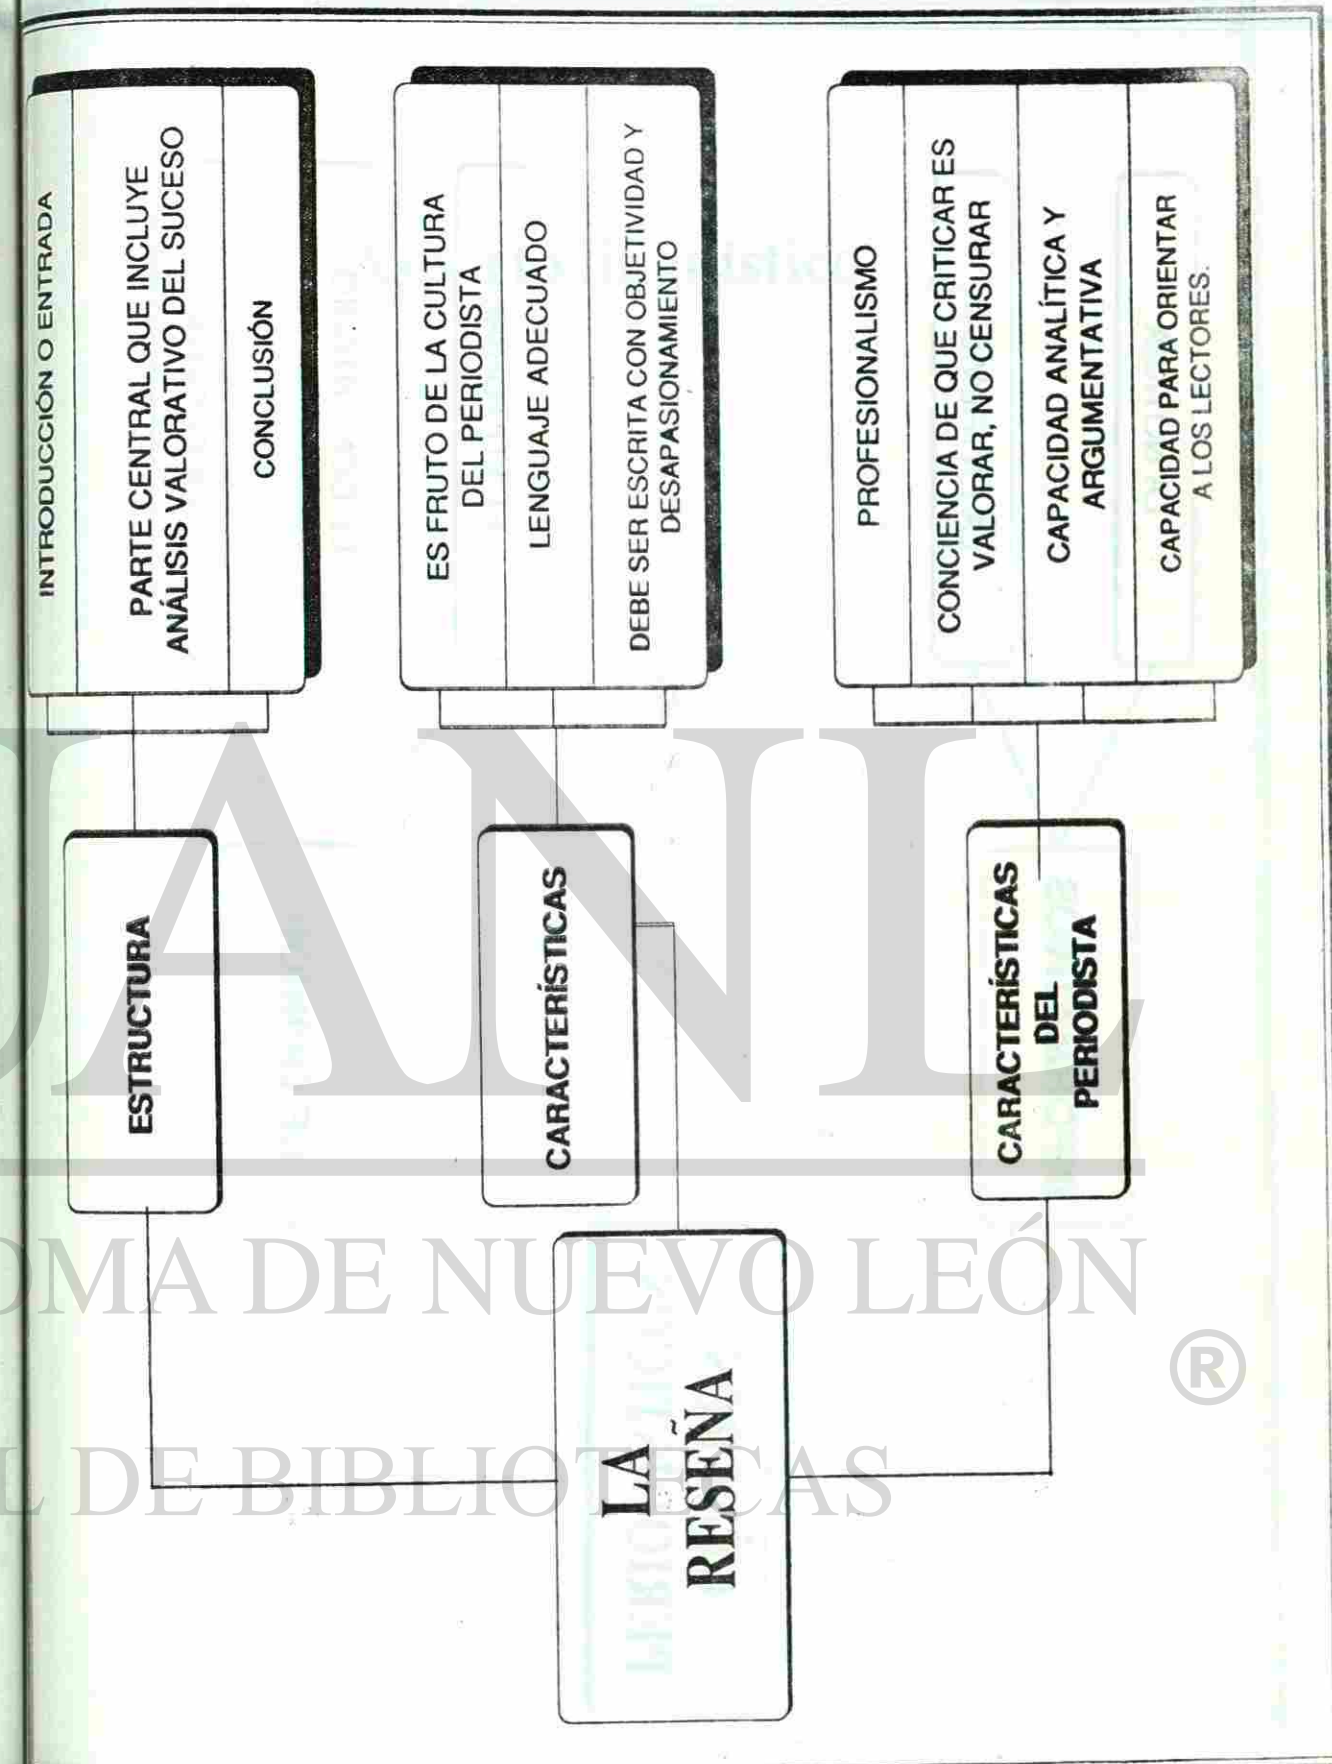 LA
RESEÑA
ESTRUCTURA
INTRODUCCIÓN O ENTRADA
PARTE CENTRAL QUE INCLUYE
ANÁLISIS VALORATIVO DEL SUCESO
CONCLUSIÓN
CARACTERÍSTICAS
ES FRUTO DE LA CULTURA
DEL PERIODISTA
LENGUAJE ADECUADO
DEBE SER ESCRITA CON OBJETIVIDAD Y
DESAPASIONAMIENTO
CARACTERÍSTICAS
DEL
PERIODISTA
PROFESIONALISMO
CONCIENCIA DE QUE CRITICAR ES
VALORAR, NO CENSURAR
CAPACIDAD ANALÍTICA Y
ARGUMENTATIVA
CAPACIDAD PARA ORIENTAR
A LOS LECTORES.
UANL
OMA DE NUEVO LEÓN
®
L DE BIBLIOTECAS